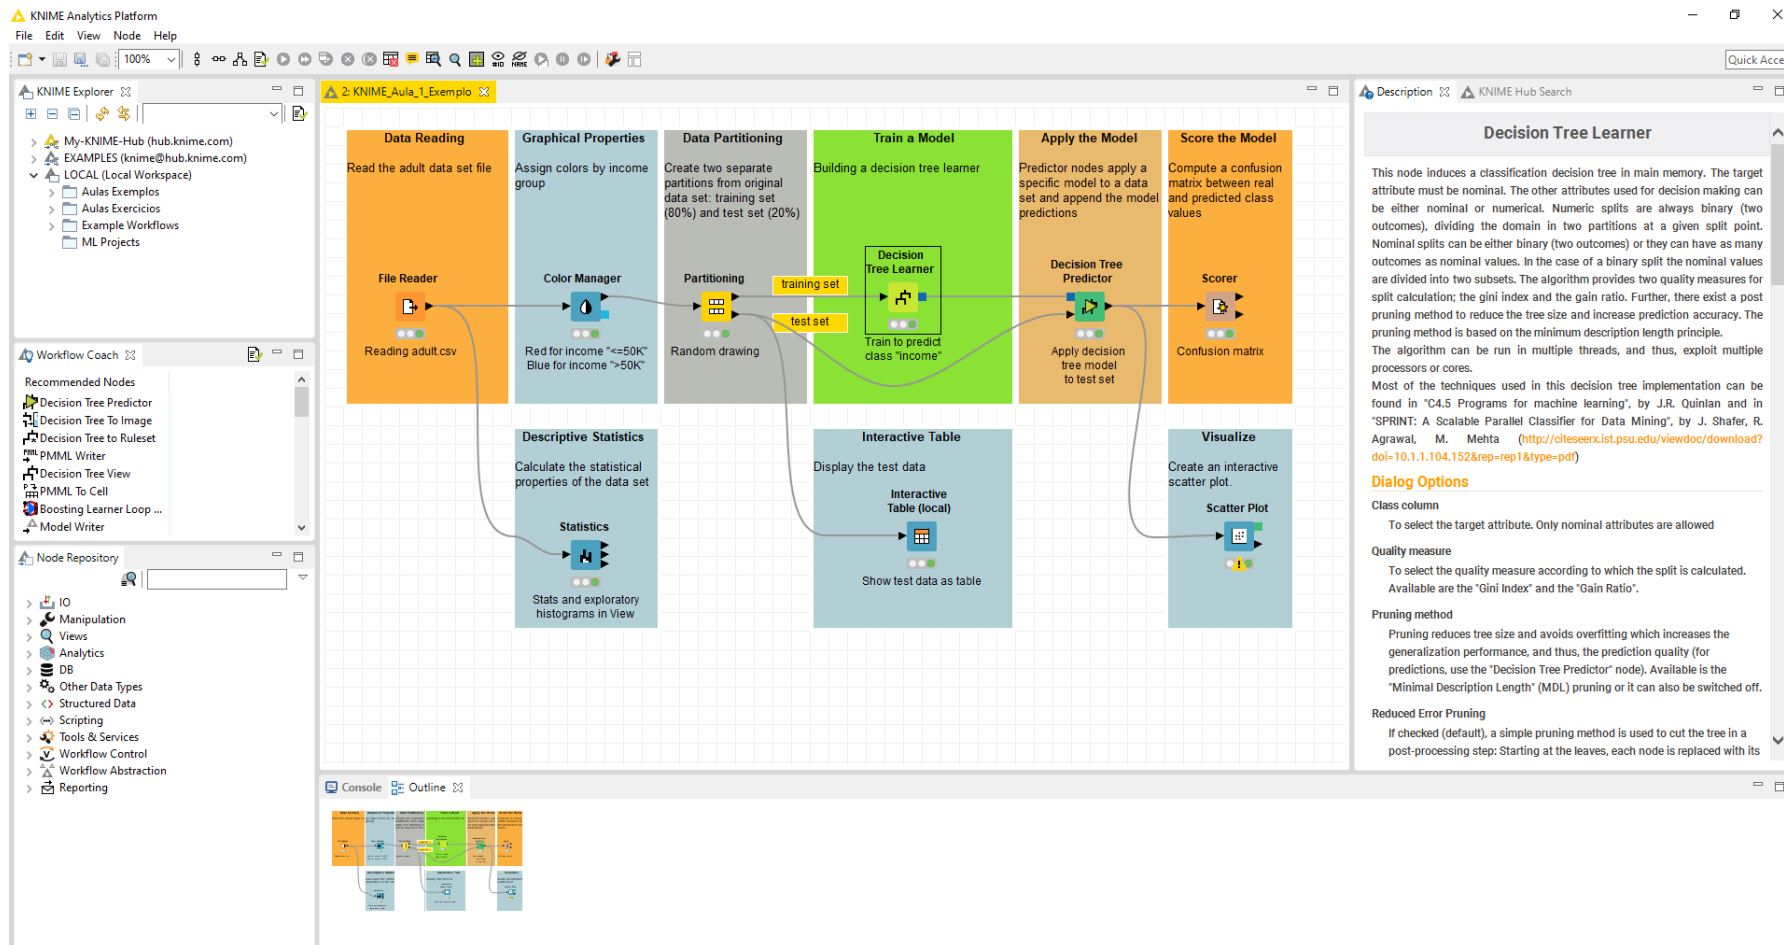 KNIME Analytics Platform
File Edit View Node Help
100%
Quick Acce
KNIME Explorer
My-KNIME-Hub (hub.knime.com)
EXAMPLES (knime@hub.knime.com)
LOCAL (Local Workspace)
Aulas Exemplos
Aulas Exercicios
Example Workflows
ML Projects
Workflow Coach
Recommended Nodes
Decision Tree Predictor
Decision Tree To Image
Decision Tree to Ruleset
PMML Writer
Decision Tree View
PMML To Cell
Boosting Learner Loop ...
Model Writer
Node Repository
IO
Manipulation
Views
Analytics
DB
Other Data Types
Structured Data
Scripting
Tools & Services
Workflow Control
Workflow Abstraction
Reporting
2: KNIME_Aula_1_Exemplo
Data Reading
Read the adult data set file
File Reader
Reading adult.csv
Graphical Properties
Assign colors by income
group
Color Manager
Red for income "<=50K"
Blue for income ">50K"
Data Partitioning
Create two separate
partitions from original
data set: training set
(80%) and test set (20%)
Partitioning
Random drawing
training set
test set
Train a Model
Building a decision tree learner
Decision
Tree Learner
Train to predict
class "income"
Apply the Model
Predictor nodes apply a
specific model to a data
set and append the model
predictions
Decision Tree
Predictor
Apply decision
tree model
to test set
Score the Model
Compute a confusion
matrix between real
and predicted class
values
Scorer
Confusion matrix
Descriptive Statistics
Calculate the statistical
properties of the data set
Statistics
Stats and exploratory
histograms in View
Interactive Table
Display the test data
Interactive
Table (local)
Show test data as table
Visualize
Create an interactive
scatter plot.
Scatter Plot
Console Outline
Description KNIME Hub Search
Decision Tree Learner
This node induces a classification decision tree in main memory. The target
attribute must be nominal. The other attributes used for decision making can
be either nominal or numerical. Numeric splits are always binary (two
outcomes), dividing the domain in two partitions at a given split point.
Nominal splits can be either binary (two outcomes) or they can have as many
outcomes as nominal values. In the case of a binary split the nominal values
are divided into two subsets. The algorithm provides two quality measures for
split calculation; the gini index and the gain ratio. Further, there exist a post
pruning method to reduce the tree size and increase prediction accuracy. The
pruning method is based on the minimum description length principle.
The algorithm can be run in multiple threads, and thus, exploit multiple
processors or cores.
Most of the techniques used in this decision tree implementation can be
found in "C4.5 Programs for machine learning", by J.R. Quinlan and in
"SPRINT: A Scalable Parallel Classifier for Data Mining", by J. Shafer, R.
Agrawal, M. Mehta (http://citeseerx.ist.psu.edu/viewdoc/download?
doi=10.1.1.104.152&rep=rep1&type=pdf)
Dialog Options
Class column
To select the target attribute. Only nominal attributes are allowed
Quality measure
To select the quality measure according to which the split is calculated.
Available are the "Gini Index" and the "Gain Ratio".
Pruning method
Pruning reduces tree size and avoids overfitting which increases the
generalization performance, and thus, the prediction quality (for
predictions, use the "Decision Tree Predictor" node). Available is the
"Minimal Description Length" (MDL) pruning or it can also be switched off.
Reduced Error Pruning
If checked (default), a simple pruning method is used to cut the tree in a
post-processing step: Starting at the leaves, each node is replaced with its